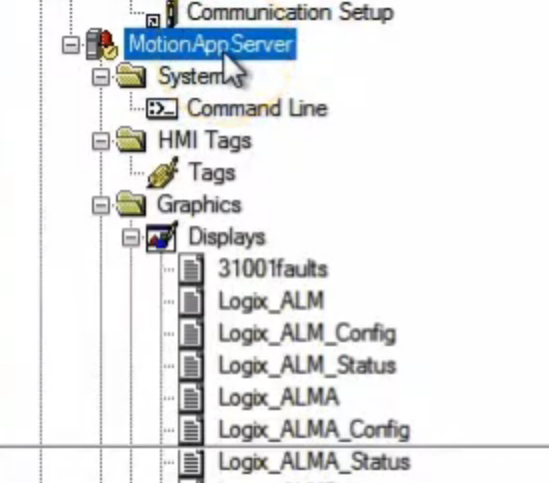 Communication Setup
MotionAppServer
System
Command Line
HMI Tags
Tags
Graphics
Displays
31001faults
Logix_ALM
Logix_ALM_Config
Logix_ALM_Status
Logix_ALMA
Logix_ALMA_Config
Logix_ALMA_Status